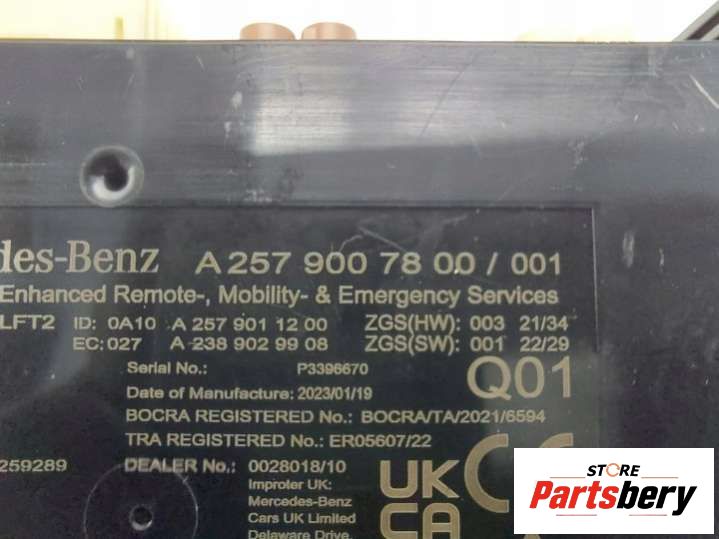 des-Benz A 257 900 78 00 / 001
Enhanced Remote-, Mobility- & Emergency Services
LFT2 ID: 0A10 A 257 901 12 00 ZGS(HW): 003 21/34
EC: 027 A 238 902 99 08 ZGS(SW): 001 22/29
Serial No.: P3396670 Q01
Date of Manufacture: 2023/01/19
BOCRA REGISTERED No.: BOCRA/TA/2021/6594
TRA REGISTERED No.: ER05607/22
259289 DEALER No.: 0028018/10
Improter UK:
Mercedes-Benz
Cars UK Limited
Delaware Drive,
UK
CA
CE
STORE
Partsbery